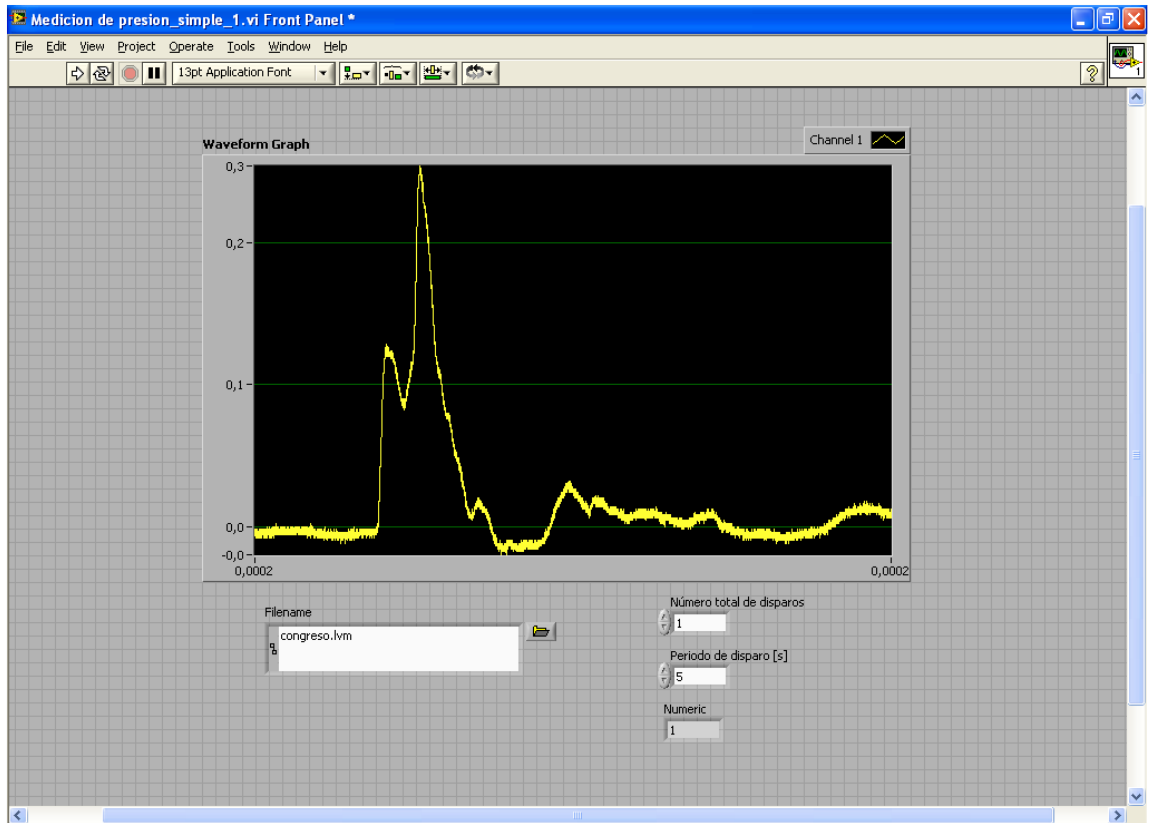 Medicion de presion_simple_1.vi Front Panel *
File Edit View Project Operate Tools Window Help
13pt Application Font
?
1
Waveform Graph
Channel 1
0,3
0,2
0,1
0,0
-0,0
0,0002 0,0002
Filename
congreso.lvm
Número total de disparos
1
Periodo de disparo [s]
5
Numeric
1